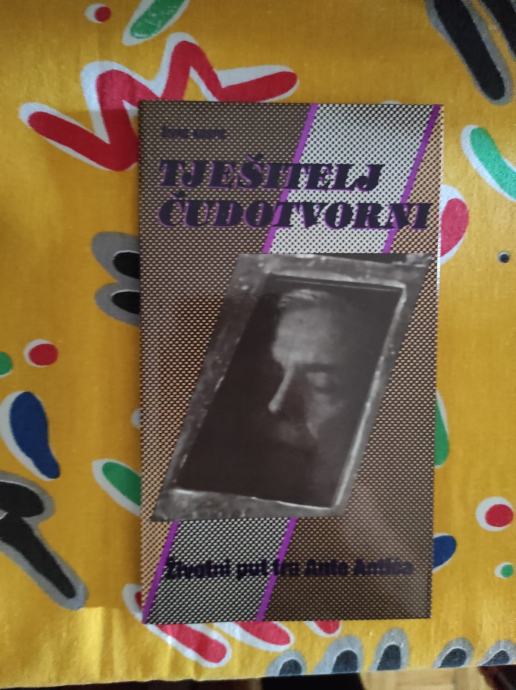 TJEŠITELJ
ČUDOTVORNI
Životni put fra Ante Antića